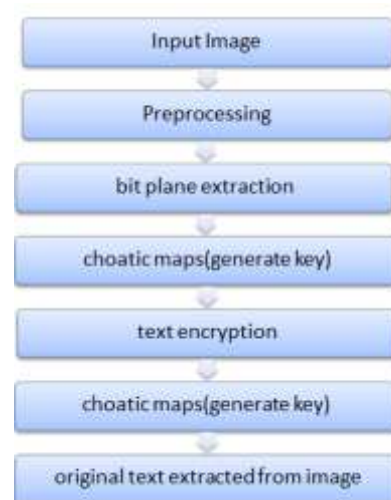 Input Image
Preprocessing
bit plane extraction
choatic maps(generate key)
text encryption
choatic maps(generate key)
original text extracted from image